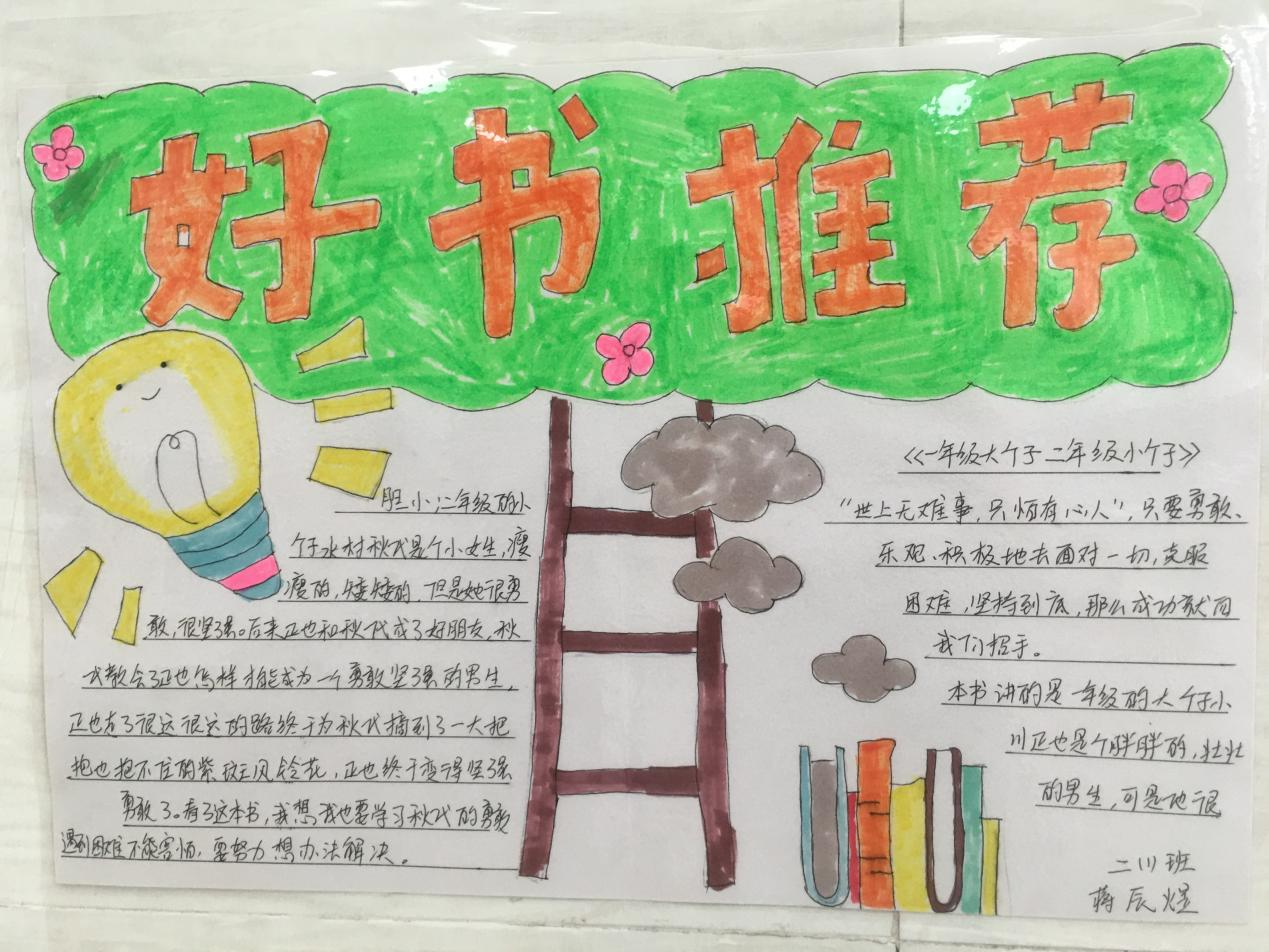 好书推荐
《一年级大个子二年级小个子》
“世上无难事，只怕有心人”，只要勇敢、
乐观、积极地去面对一切，克服
困难，坚持到底，那么成功就向
我们招手。
本书讲的是一年级的大个子小
川正也是个胖胖的，壮壮
的男生，可是他很
胆小；二年级的小
个子水村秋代是个小女生，瘦
瘦的，矮矮的，但是她很勇
敢，很坚强。后来正也和秋代成了好朋友，秋
代教会了正也怎样才能成为一个勇敢坚强的男生，
正也走了很远很远的路终于为秋代摘到了一大把
抱也抱不住的紫斑风铃花，正也终于变得坚强
勇敢了。看了这本书，我想我也要学习秋代的勇敢
遇到困难不能害怕，要努力想办法解决。
二川班
蒋辰煜